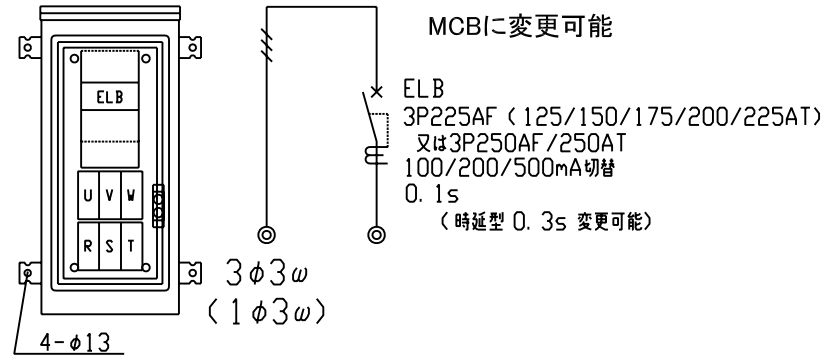 MCBに変更可能
ELB
ELB
3P225AF (125/150/175/200/225AT)
又は3P250AF/250AT
100/200/500mA切替
0.1s
(時延型 0.3s 変更可能)
U V W
R S T
3φ3ω
(1φ3ω)
4-φ13